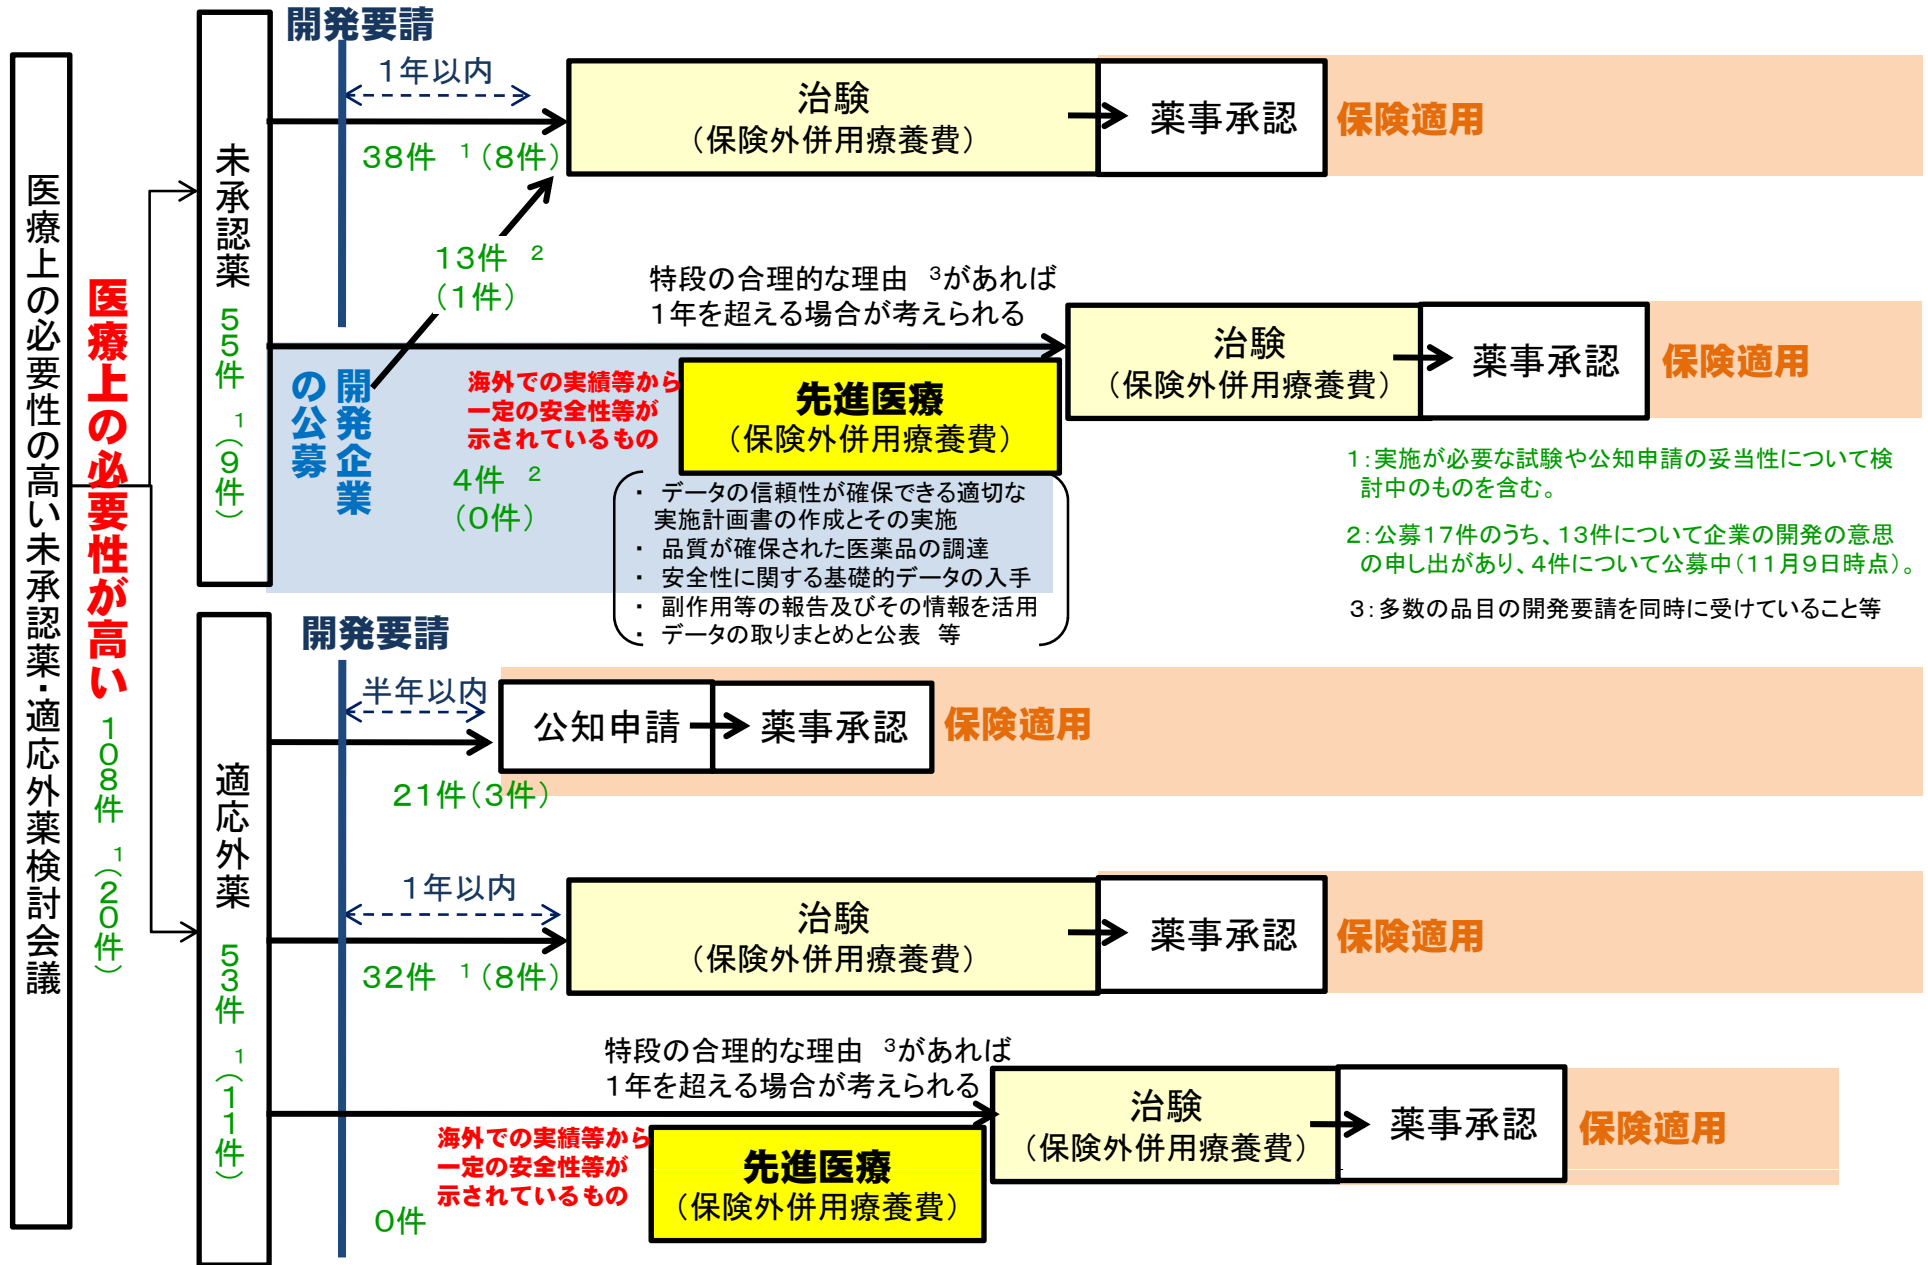 医療上の必要性の高い未承認薬・適応外薬検討会議
医療上の必要性が高い
108件 1（20件）
未承認薬
55件 1（9件）
開発要請
1年以内
38件 1（8件）
治験
（保険外併用療養費）
薬事承認
保険適用
13件 2
（1件）
特段の合理的な理由 3があれば
1年を超える場合が考えられる
治験
（保険外併用療養費）
薬事承認
保険適用
開発企業
の公募
海外での実績等から
一定の安全性等が
示されているもの
4件 2
（0件）
先進医療
（保険外併用療養費）
・ データの信頼性が確保できる適切な
実施計画書の作成とその実施
・ 品質が確保された医薬品の調達
・ 安全性に関する基礎的データの入手
・ 副作用等の報告及びその情報を活用
・ データの取りまとめと公表 等
1：実施が必要な試験や公知申請の妥当性について検
討中のものを含む。
2：公募17件のうち、13件について企業の開発の意思
の申し出があり、4件について公募中（11月9日時点）。
3：多数の品目の開発要請を同時に受けていること等
適応外薬
53件 1（11件）
開発要請
半年以内
21件（3件）
公知申請
薬事承認
保険適用
1年以内
32件 1（8件）
治験
（保険外併用療養費）
薬事承認
保険適用
特段の合理的な理由 3があれば
1年を超える場合が考えられる
治験
（保険外併用療養費）
薬事承認
保険適用
海外での実績等から
一定の安全性等が
示されているもの
0件
先進医療
（保険外併用療養費）